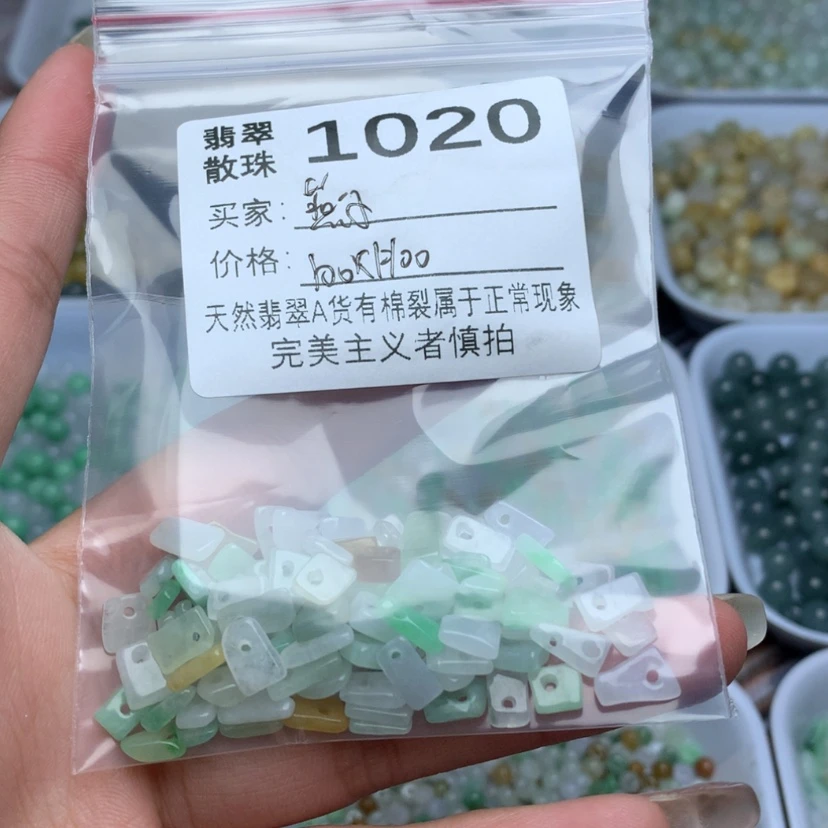 翡翠 1020
散珠
买家:
价格:
天然翡翠A货有棉裂属于正常现象
完美主义者慎拍